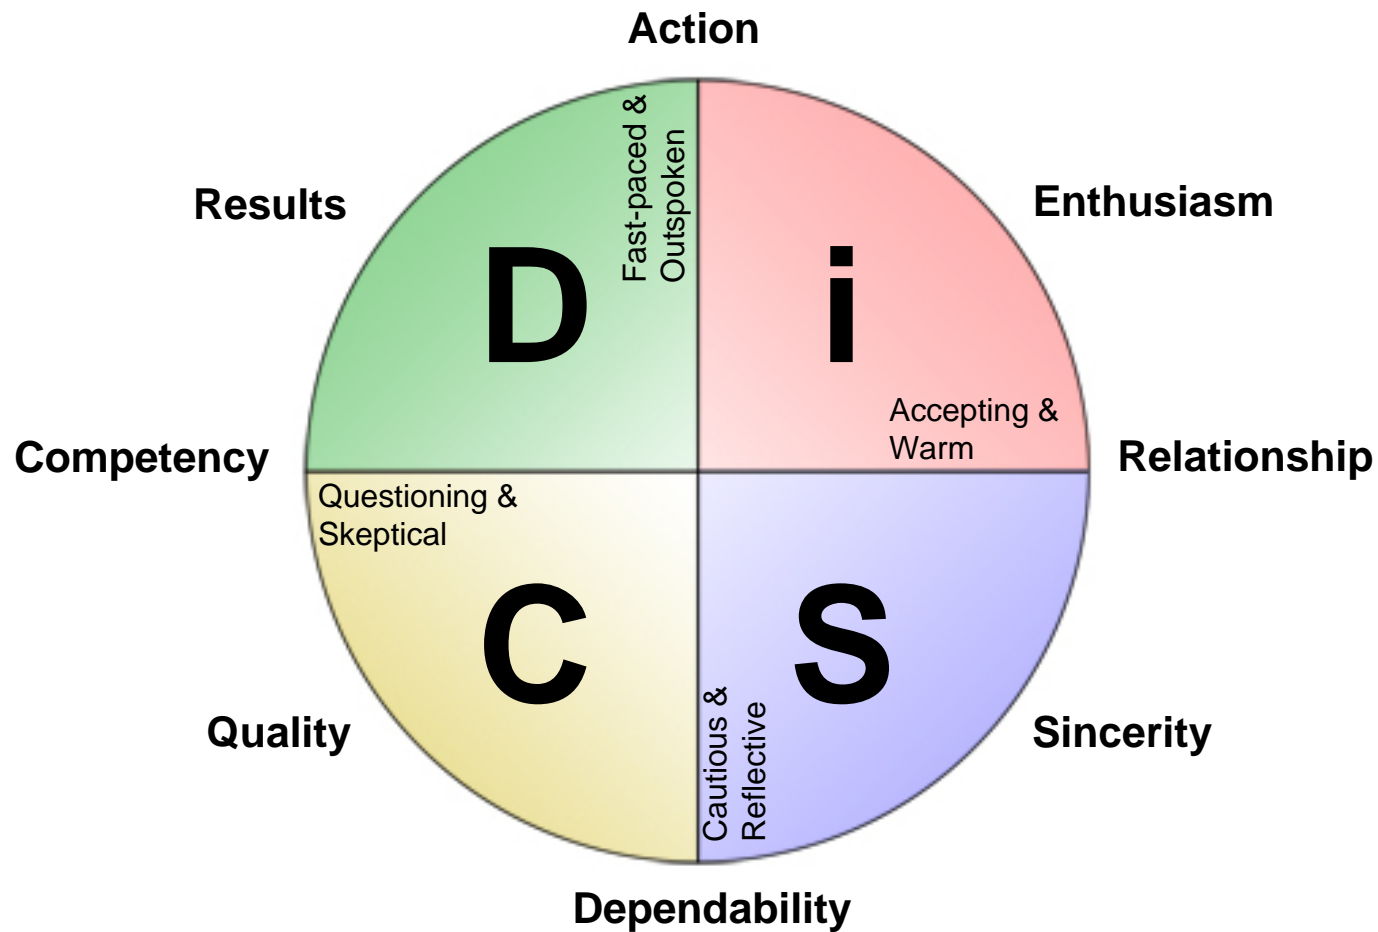 Action
Fast-paced &
Outspoken
Results
Enthusiasm
D
i
Accepting &
Warm
Competency
Relationship
Questioning &
Skeptical
C
S
Cautious &
Reflective
Quality
Sincerity
Dependability